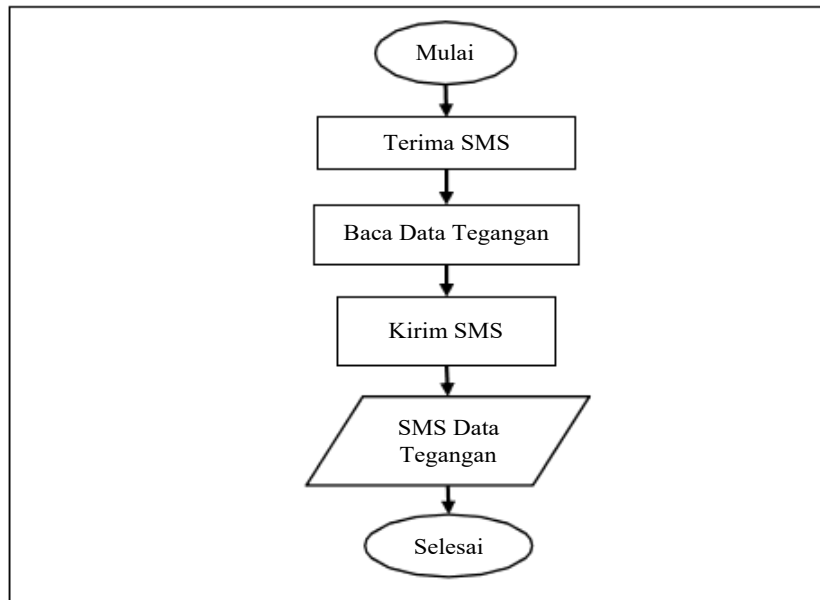 Mulai
Terima SMS
Baca Data Tegangan
Kirim SMS
SMS Data
Tegangan
Selesai